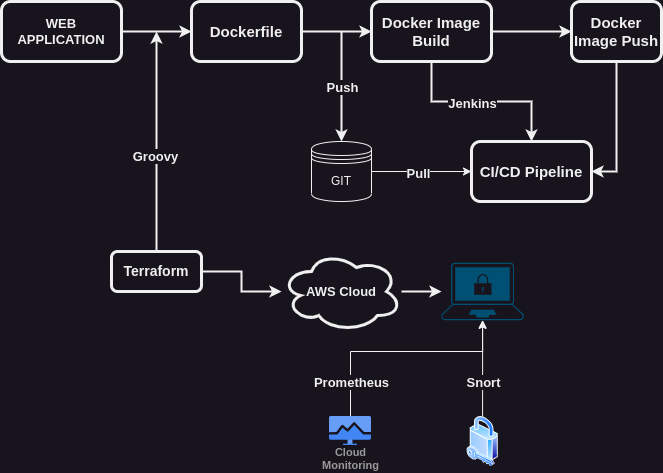 WEB
APPLICATION
Dockerfile
Docker Image
Build
Docker
Image Push
Push
Jenkins
Groovy
GIT
Pull
CI/CD Pipeline
Terraform
AWS Cloud
Prometheus
Snort
Cloud
Monitoring